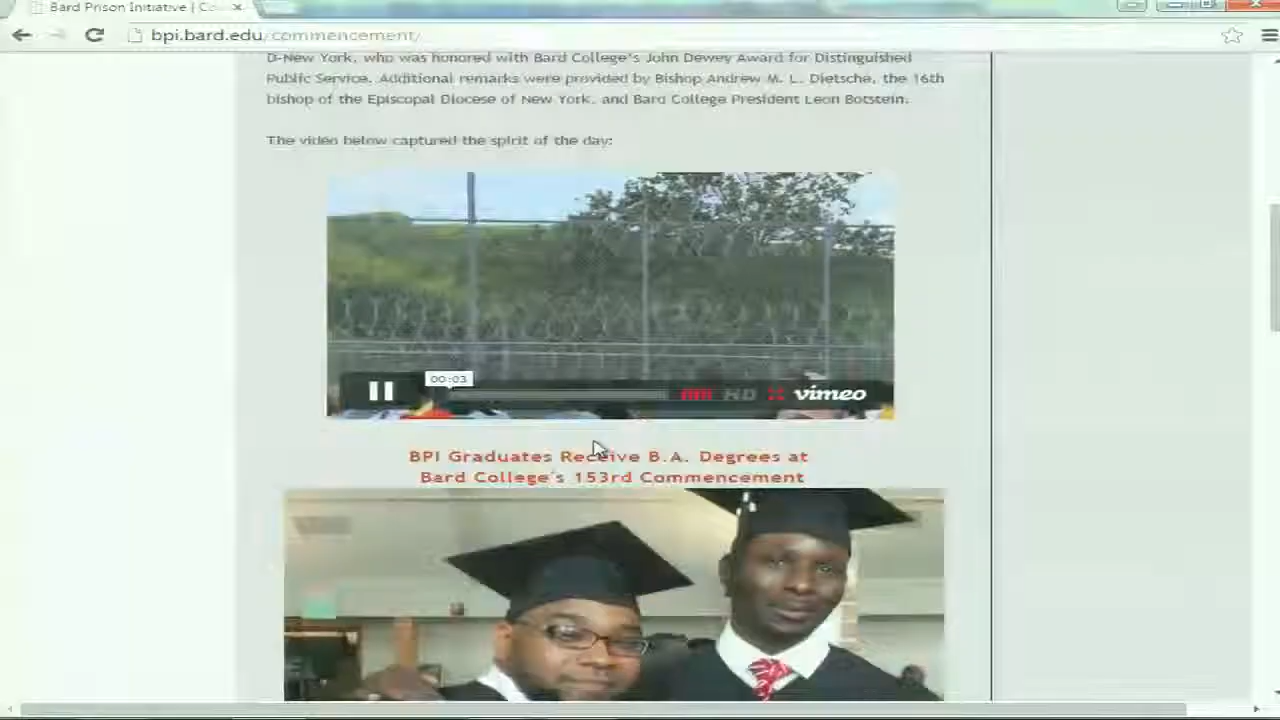 Bard Prison Initiative | Co
bpi.bard.edu/commencement/
D-New York, who was honored with Bard College's John Dewey Award for Distinguished
Public Service. Additional remarks were provided by Bishop Andrew M. L. Dietsche, the 16th
bishop of the Episcopal Diocese of New York, and Bard College President Leon Botstein.
The video below captured the spirit of the day:
00:03
HD vimeo
BPI Graduates Receive B.A. Degrees at
Bard College's 153rd Commencement